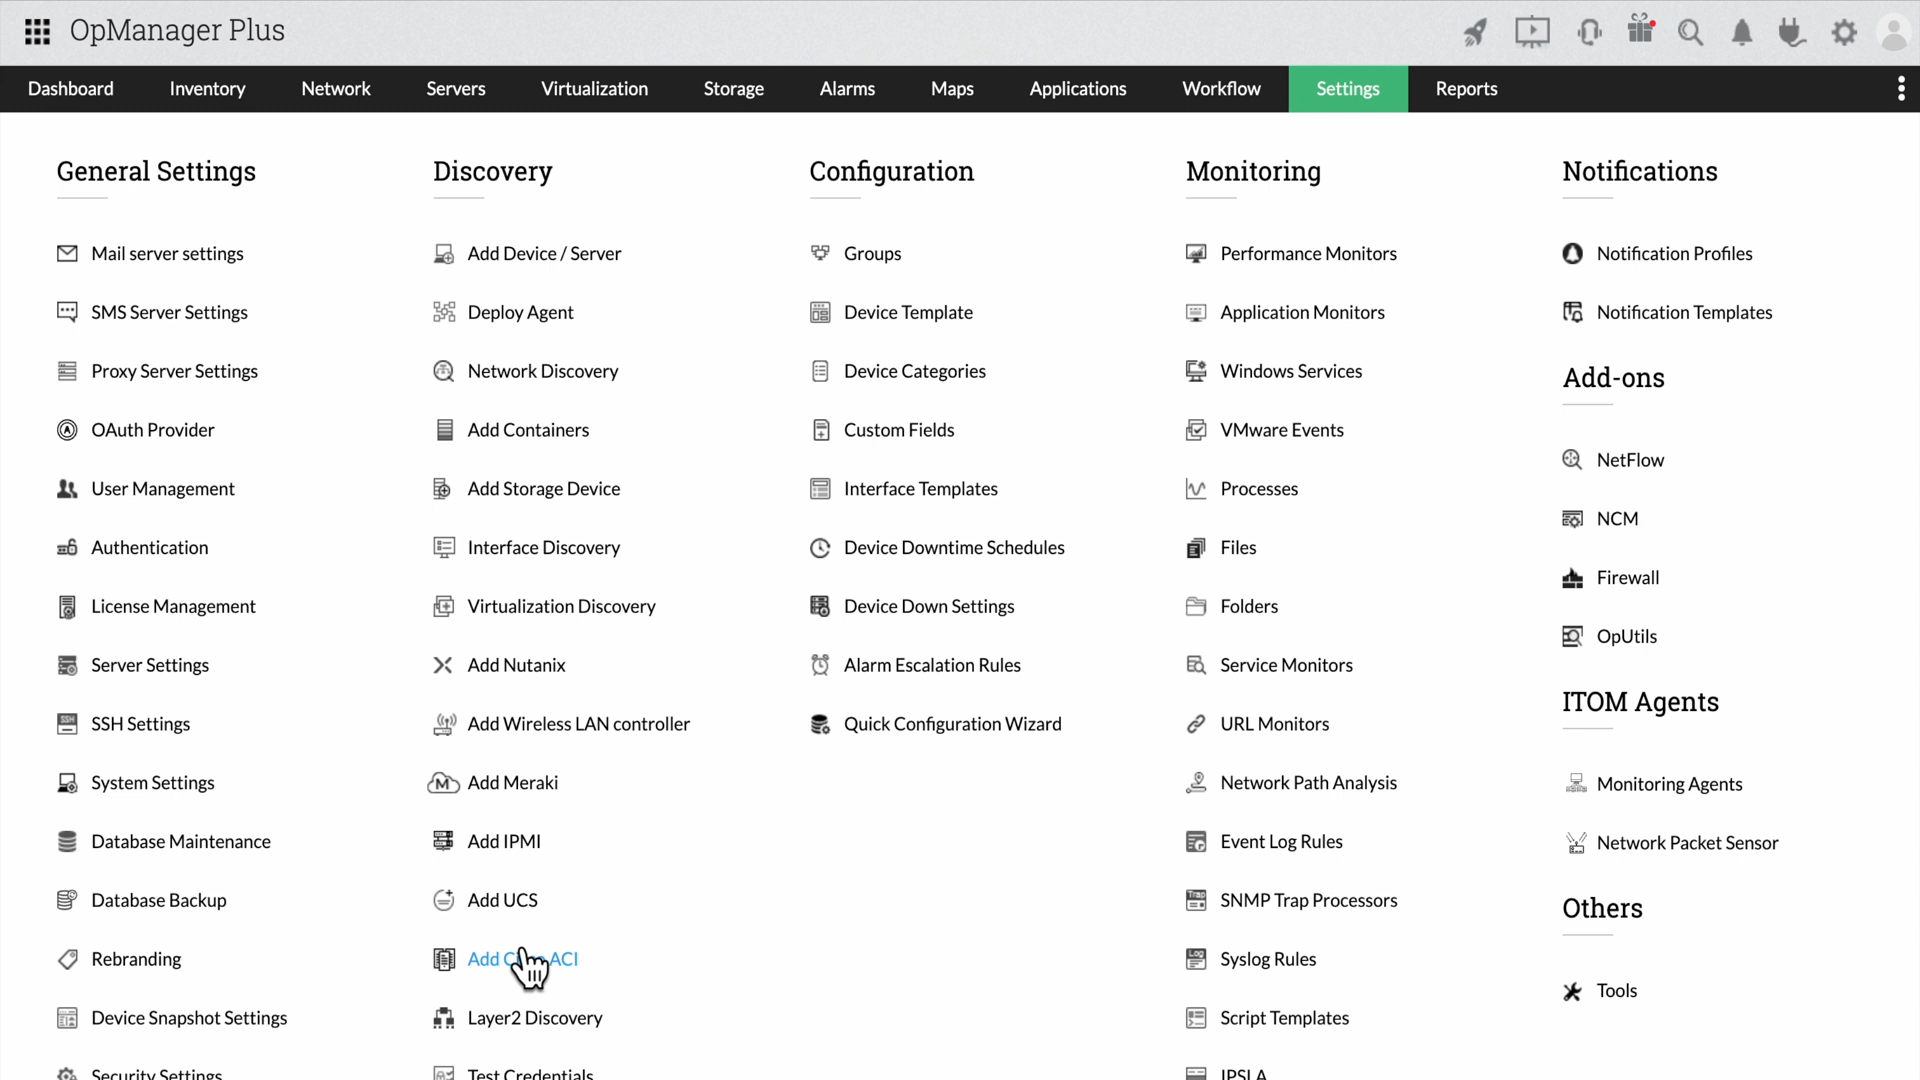 OpManager Plus
Dashboard
Inventory
Network
Servers
Virtualization
Storage
Alarms
Maps
Applications
Workflow
Settings
Reports
General Settings
Mail server settings
SMS Server Settings
Proxy Server Settings
OAuth Provider
User Management
Authentication
License Management
Server Settings
SSH Settings
System Settings
Database Maintenance
Database Backup
Rebranding
Device Snapshot Settings
Security Settings
Discovery
Add Device / Server
Deploy Agent
Network Discovery
Add Containers
Add Storage Device
Interface Discovery
Virtualization Discovery
Add Nutanix
Add Wireless LAN controller
Add Meraki
Add IPMI
Add UCS
Add ACI
Layer2 Discovery
Test Credentials
Configuration
Groups
Device Template
Device Categories
Custom Fields
Interface Templates
Device Downtime Schedules
Device Down Settings
Alarm Escalation Rules
Quick Configuration Wizard
Monitoring
Performance Monitors
Application Monitors
Windows Services
VMware Events
Processes
Files
Folders
Service Monitors
URL Monitors
Network Path Analysis
Event Log Rules
SNMP Trap Processors
Syslog Rules
Script Templates
IPSLA
Notifications
Notification Profiles
Notification Templates
Add-ons
NetFlow
NCM
Firewall
OpUtils
ITOM Agents
Monitoring Agents
Network Packet Sensor
Others
Tools